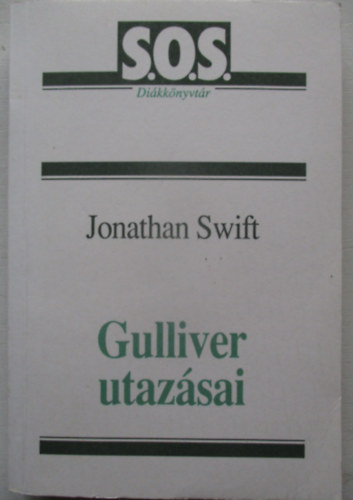 S.O.S.
Diákkönyvtár
Jonathan Swift
Gulliver
utazásai